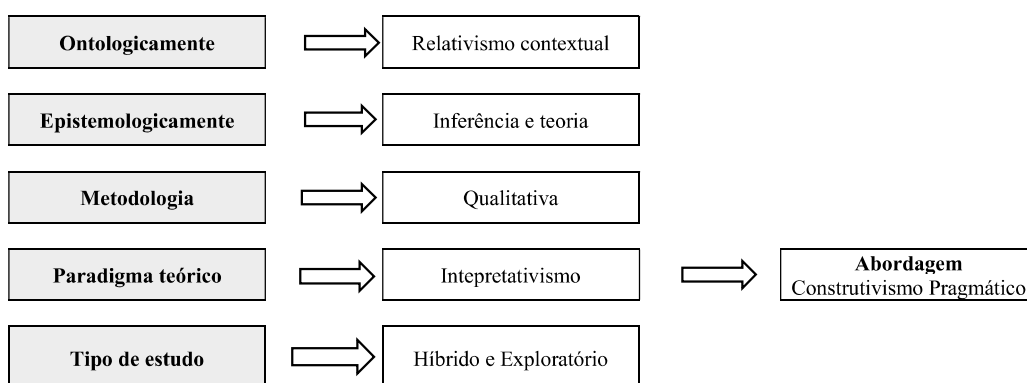 Ontologicamente
Relativismo contextual
Epistemologicamente
Inferência e teoria
Metodologia
Qualitativa
Paradigma teórico
Intepretativismo
Abordagem
Construtivismo Pragmático
Tipo de estudo
Híbrido e Exploratório